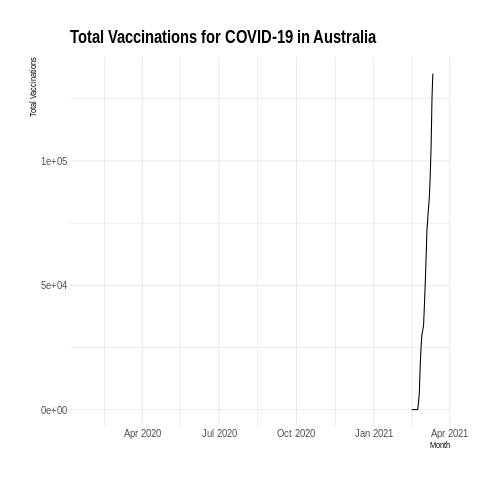 Total Vaccinations for COVID-19 in Australia
Total Vaccinations
1e+05
5e+04
0e+00
Apr 2020 Jul 2020 Oct 2020 Jan 2021 Apr 2021
Month